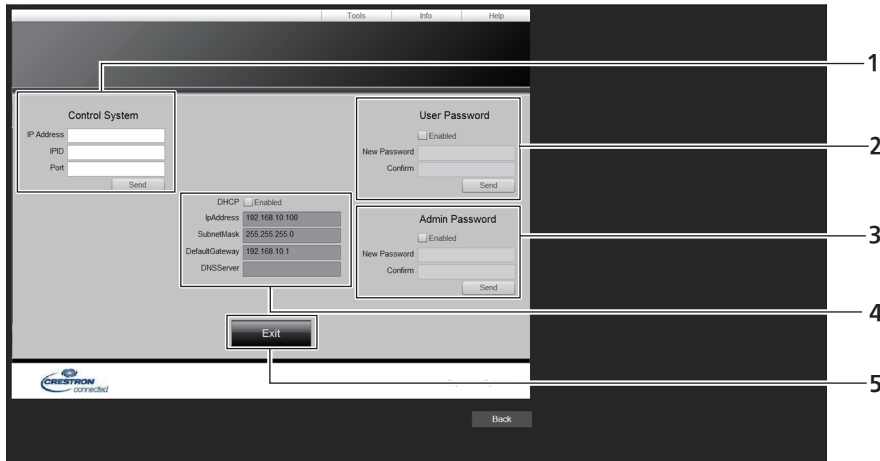 Tools Info Help
1
Control System
IP Address
IPID
Port
Send
User Password
Enabled
New Password
Confirm
Send
2
DHCP Enabled
IpAddress 192.168.10.100
SubnetMask 255.255.255.0
DefaultGateway 192.168.10.1
DNSServer
Admin Password
Enabled
New Password
Confirm
Send
3
4
Exit
5
CRESTRON
connected
Back